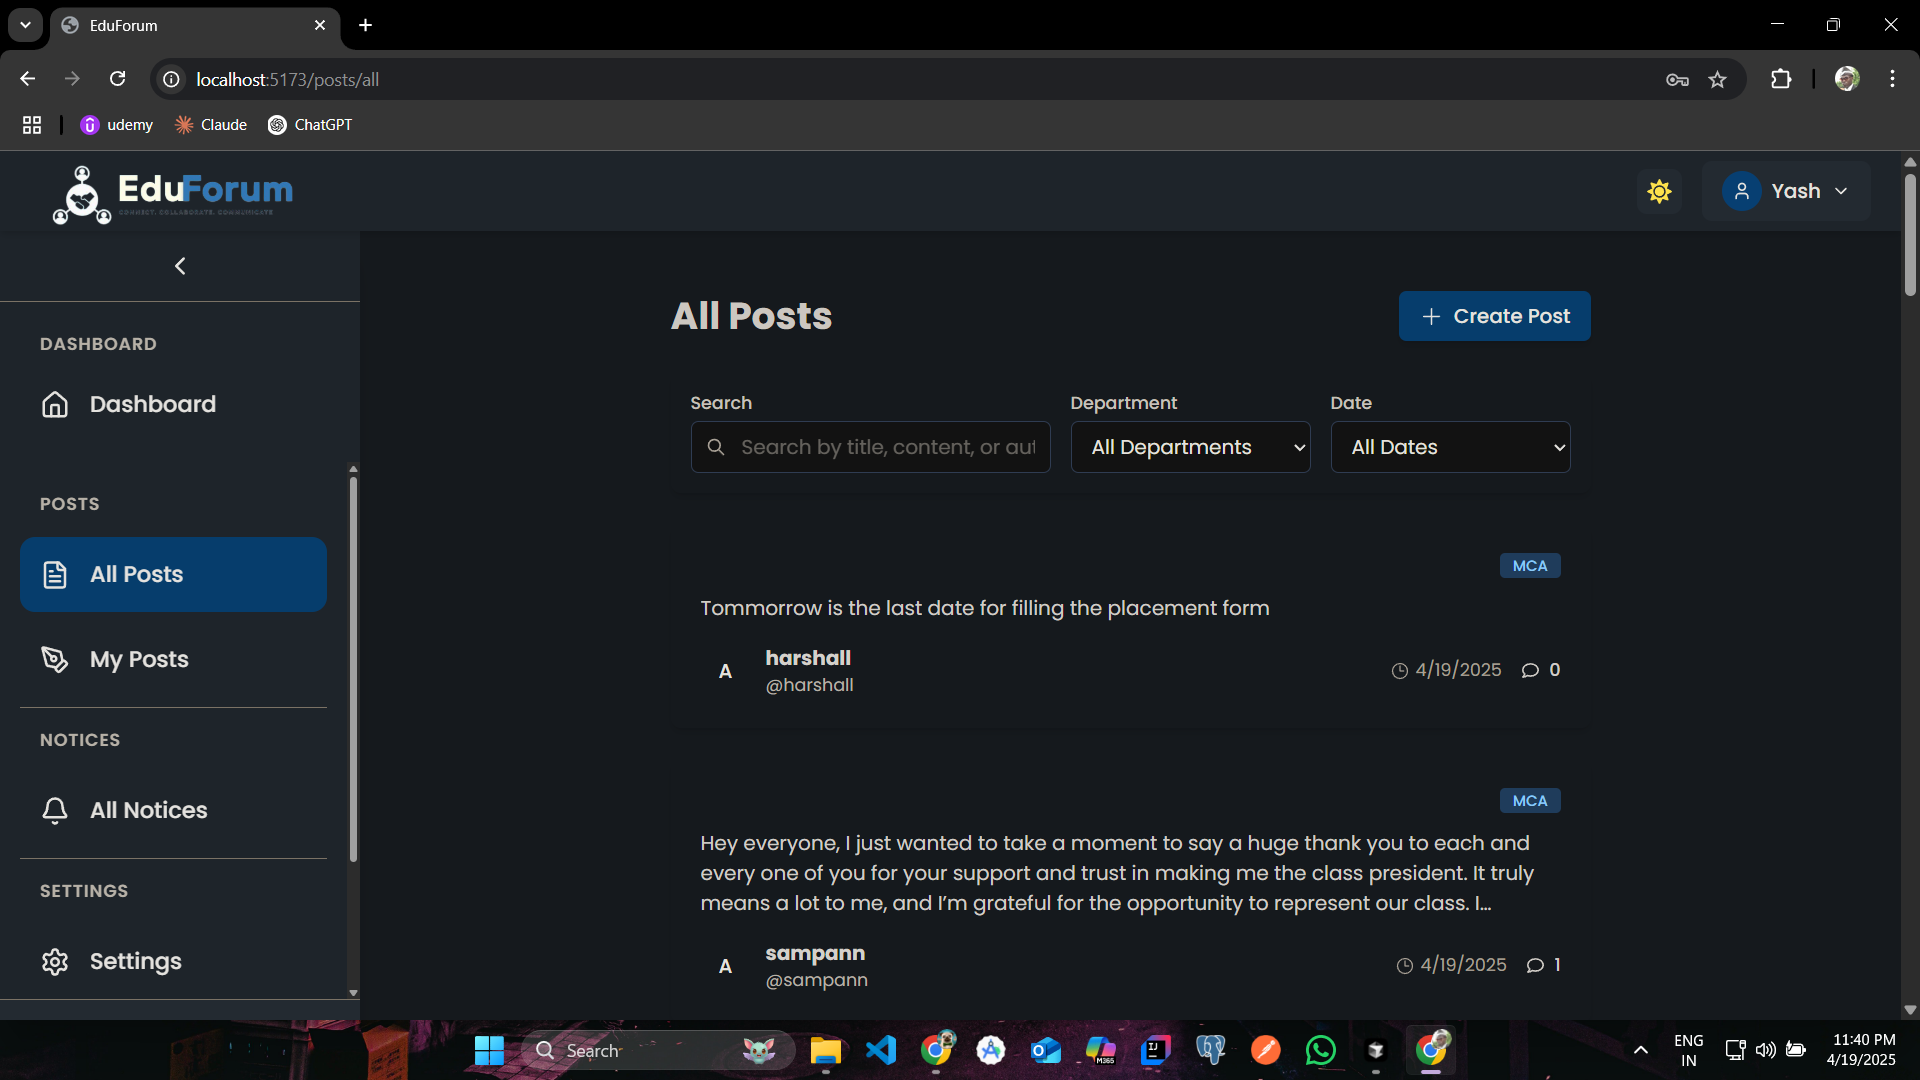 EduForum
localhost:5173/posts/all
udemy
Claude
ChatGPT
EduForum
CONNECT. COLLABORATE. COMMUNICATE
Yash
DASHBOARD
Dashboard
POSTS
All Posts
My Posts
NOTICES
All Notices
SETTINGS
Settings
All Posts
Create Post
Search
Department
Date
Search by title, content, or aut
All Departments
All Dates
MCA
Tommorrow is the last date for filling the placement form
A
harshall
@harshall
4/19/2025
0
MCA
Hey everyone, I just wanted to take a moment to say a huge thank you to each and
every one of you for your support and trust in making me the class president. It truly
means a lot to me, and I'm grateful for the opportunity to represent our class. I...
A
sampann
@sampann
4/19/2025
1
Search
M365
IJ
ENG
IN
11:40 PM
4/19/2025